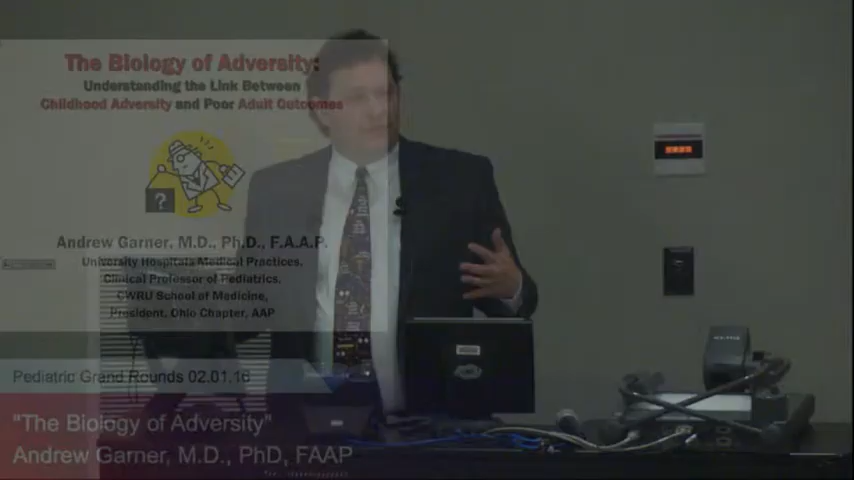 The Biology of Adversity:
Understanding the Link Between
Childhood Adversity and Poor Adult Outcomes
?
Andrew Garner, M.D., Ph.D., F.A.A.P.
University Hospitals Medical Practices,
Clinical Professor of Pediatrics,
CWRU School of Medicine,
President, Ohio Chapter, AAP
Pediatric Grand Rounds 02.01.16
"The Biology of Adversity"
Andrew Garner, M.D., PhD, FAAP